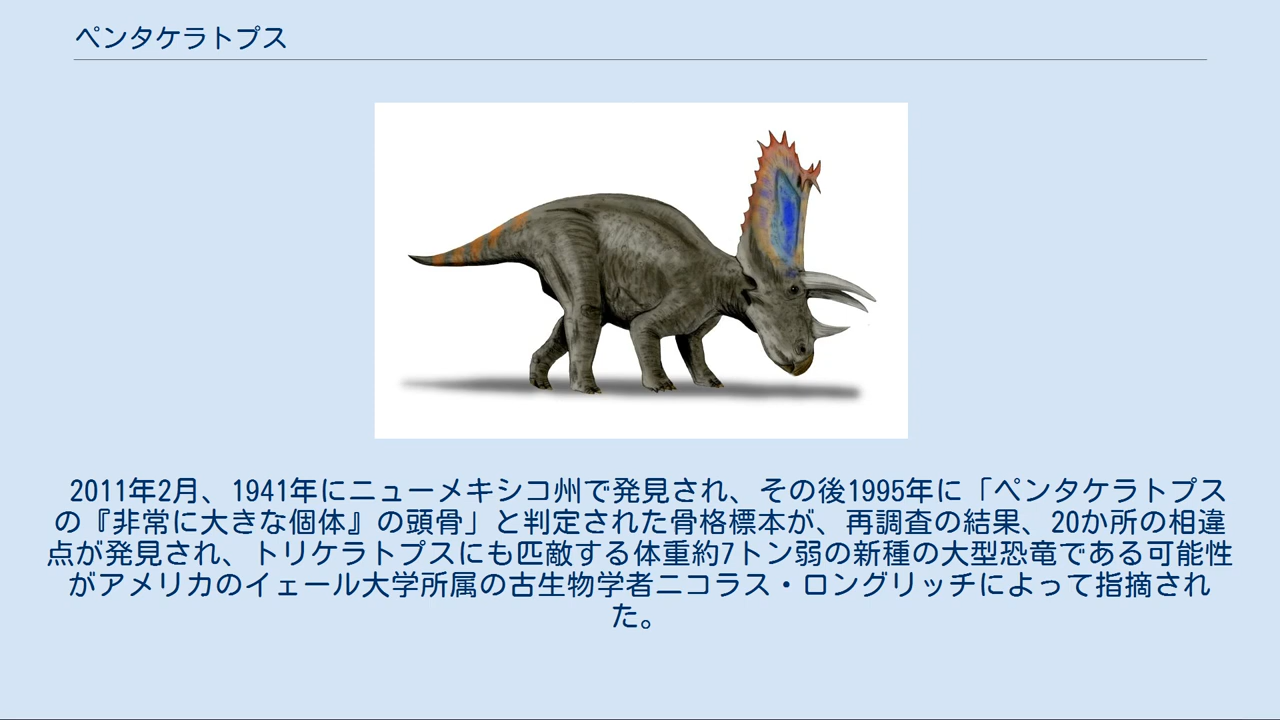 ペンタケラトプス
2011年2月、1941年にニューメキシコ州で発見され、その後1995年に「ペンタケラトプス
の『非常に大きな個体』の頭骨」と判定された骨格標本が、再調査の結果、20か所の相違
点が発見され、トリケラトプスにも匹敵する体重約7トン弱の新種の大型恐竜である可能性
がアメリカのイェール大学所属の古生物学者ニコラス・ロングリッチによって指摘され
た。